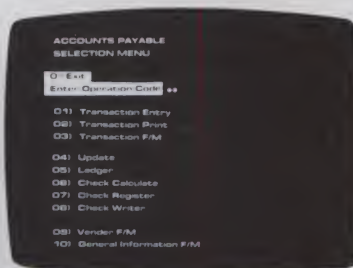 ACCOUNTS PAYABLE
SELECTION MENU
0 = Exit
Enter Operation Code:
01) Transaction Entry
02) Transaction Print
03) Transaction F/M
04) Update
05) Ledger
06) Check Calculate
07) Check Register
08) Check Writer
09) Vender F/M
10) General Information F/M